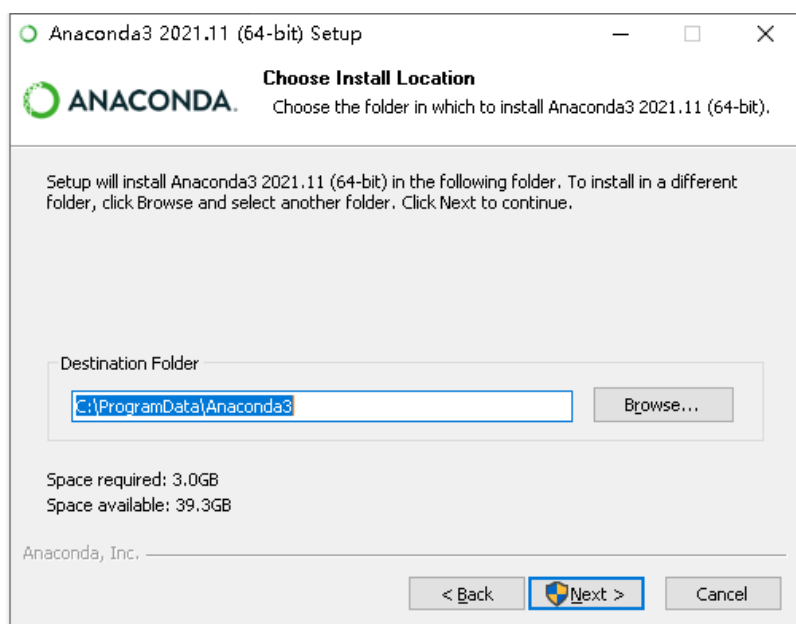 Anaconda3 2021.11 (64-bit) Setup
ANACONDA.
Choose Install Location
Choose the folder in which to install Anaconda3 2021.11 (64-bit).
Setup will install Anaconda3 2021.11 (64-bit) in the following folder. To install in a different
folder, click Browse and select another folder. Click Next to continue.
Destination Folder
C:\ProgramData\Anaconda3
Browse...
Space required: 3.0GB
Space available: 39.3GB
Anaconda, Inc.
< Back
Next >
Cancel